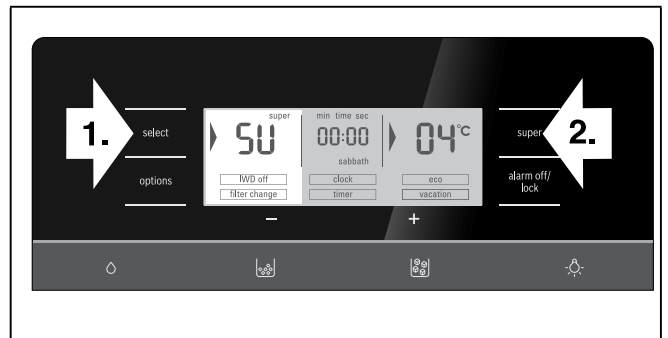 1.
select
options
super
SU
IWD off
filter change
min time sec
00:00
sabbath
clock
timer
04°C
eco
vacation
super
2.
alarm off/
lock
−
+